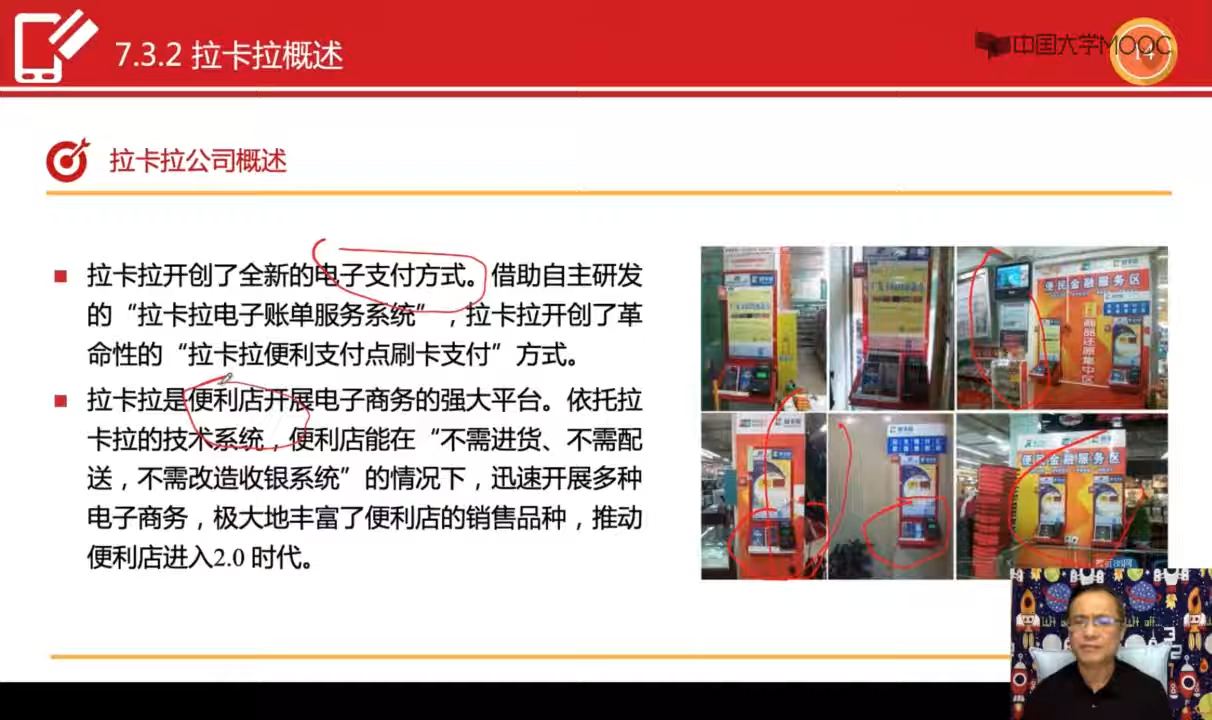 7.3.2 拉卡拉概述
中国大学MOOC
14
拉卡拉公司概述
拉卡拉开创了全新的电子支付方式。借助自主研发
的“拉卡拉电子账单服务系统”，拉卡拉开创了革
命性的“拉卡拉便利支付点刷卡支付”方式。
拉卡拉是便利店开展电子商务的强大平台。依托拉
卡拉的技术系统，便利店能在“不需进货、不需配
送，不需改造收银系统”的情况下，迅速开展多种
电子商务，极大地丰富了便利店的销售品种，推动
便利店进入2.0 时代。
便民金融服务区
商品还原集中区
便民金融服务区